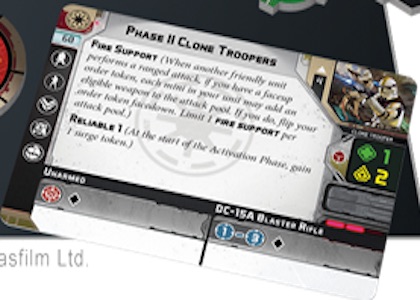 PHASE II CLONE TROOPERS
60
FIRE SUPPORT (When another friendly unit
performs a ranged attack, if you have a faceup
order token, each mini in your unit may add an
eligible weapon to the attack pool. If you do, flip your
order token facedown. Limit 1 FIRE SUPPORT per
attack pool.)
RELIABLE 1 (At the start of the Activation Phase, gain
1 surge token.)
4
CLONE TROOPER
1
2
UNARMED
DC-15A BLASTER RIFLE
1 3
asfilm Ltd.